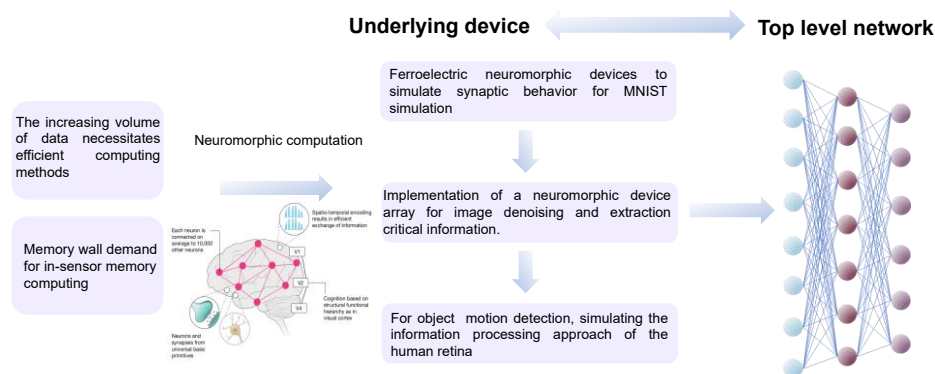 Underlying device
Top level network
Ferroelectric neuromorphic devices to
simulate synaptic behavior for MNIST
simulation
The increasing volume
of data necessitates
efficient computing
methods
Neuromorphic computation
Implementation of a neuromorphic device
array for image denoising and extraction
critical information.
Memory wall demand
for in-sensor memory
computing
Spatio-temporal encoding
results in efficient
exchange of information
Each neuron is
connected on
average to 10,000
other neurons
V1
V2
V4
Cognition based on
structural functional
hierarchy as in
visual cortex
Neurons and
synapses from
universal basic
primitives
For object motion detection, simulating the
information processing approach of the
human retina